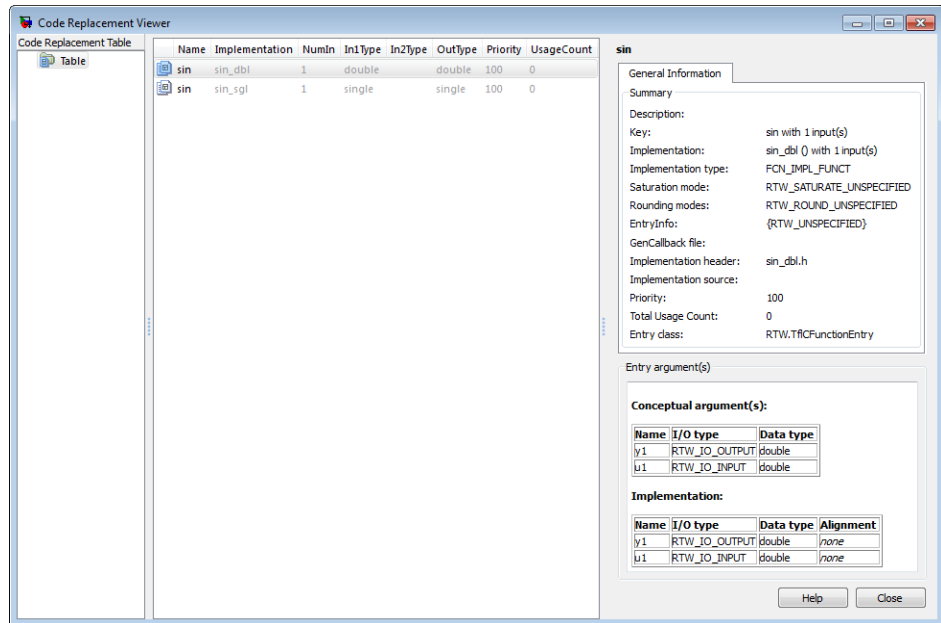 Code Replacement Viewer
Code Replacement Table
Table
Name Implementation NumIn In1Type In2Type OutType Priority UsageCount
sin sin_dbl 1 double double 100 0
sin sin_sgl 1 single single 100 0
sin
General Information
Summary
Description:
Key: sin with 1 input(s)
Implementation: sin_dbl () with 1 input(s)
Implementation type: FCN_IMPL_FUNCT
Saturation mode: RTW_SATURATE_UNSPECIFIED
Rounding modes: RTW_ROUND_UNSPECIFIED
EntryInfo: {RTW_UNSPECIFIED}
GenCallback file:
Implementation header: sin_dbl.h
Implementation source:
Priority: 100
Total Usage Count: 0
Entry class: RTW.TflCFunctionEntry
Entry argument(s)
Conceptual argument(s):
Name I/O type Data type
y1 RTW_IO_OUTPUT double
u1 RTW_IO_INPUT double
Implementation:
Name I/O type Data type Alignment
y1 RTW_IO_OUTPUT double none
u1 RTW_IO_INPUT double none
Help Close